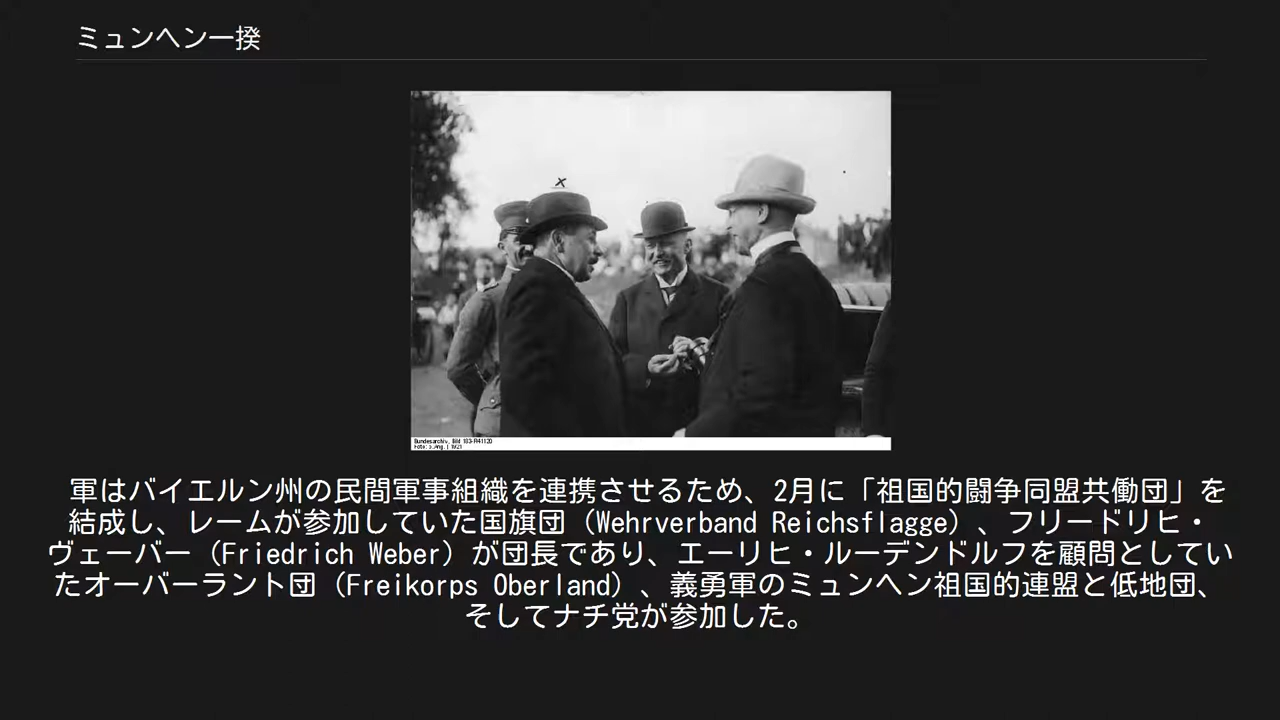 ミュンヘン一揆
Bundesarchiv, Bild 183-R41120
軍はバイエルン州の民間軍事組織を連携させるため、2月に「祖国的闘争同盟共働団」を
結成し、レームが参加していた国旗団（Wehrverband Reichsflagge）、フリードリヒ・
ヴェーバー（Friedrich Weber）が団長であり、エーリヒ・ルーデンドルフを顧問としてい
たオーバーラント団（Freikorps Oberland）、義勇軍のミュンヘン祖国的連盟と低地団、
そしてナチ党が参加した。